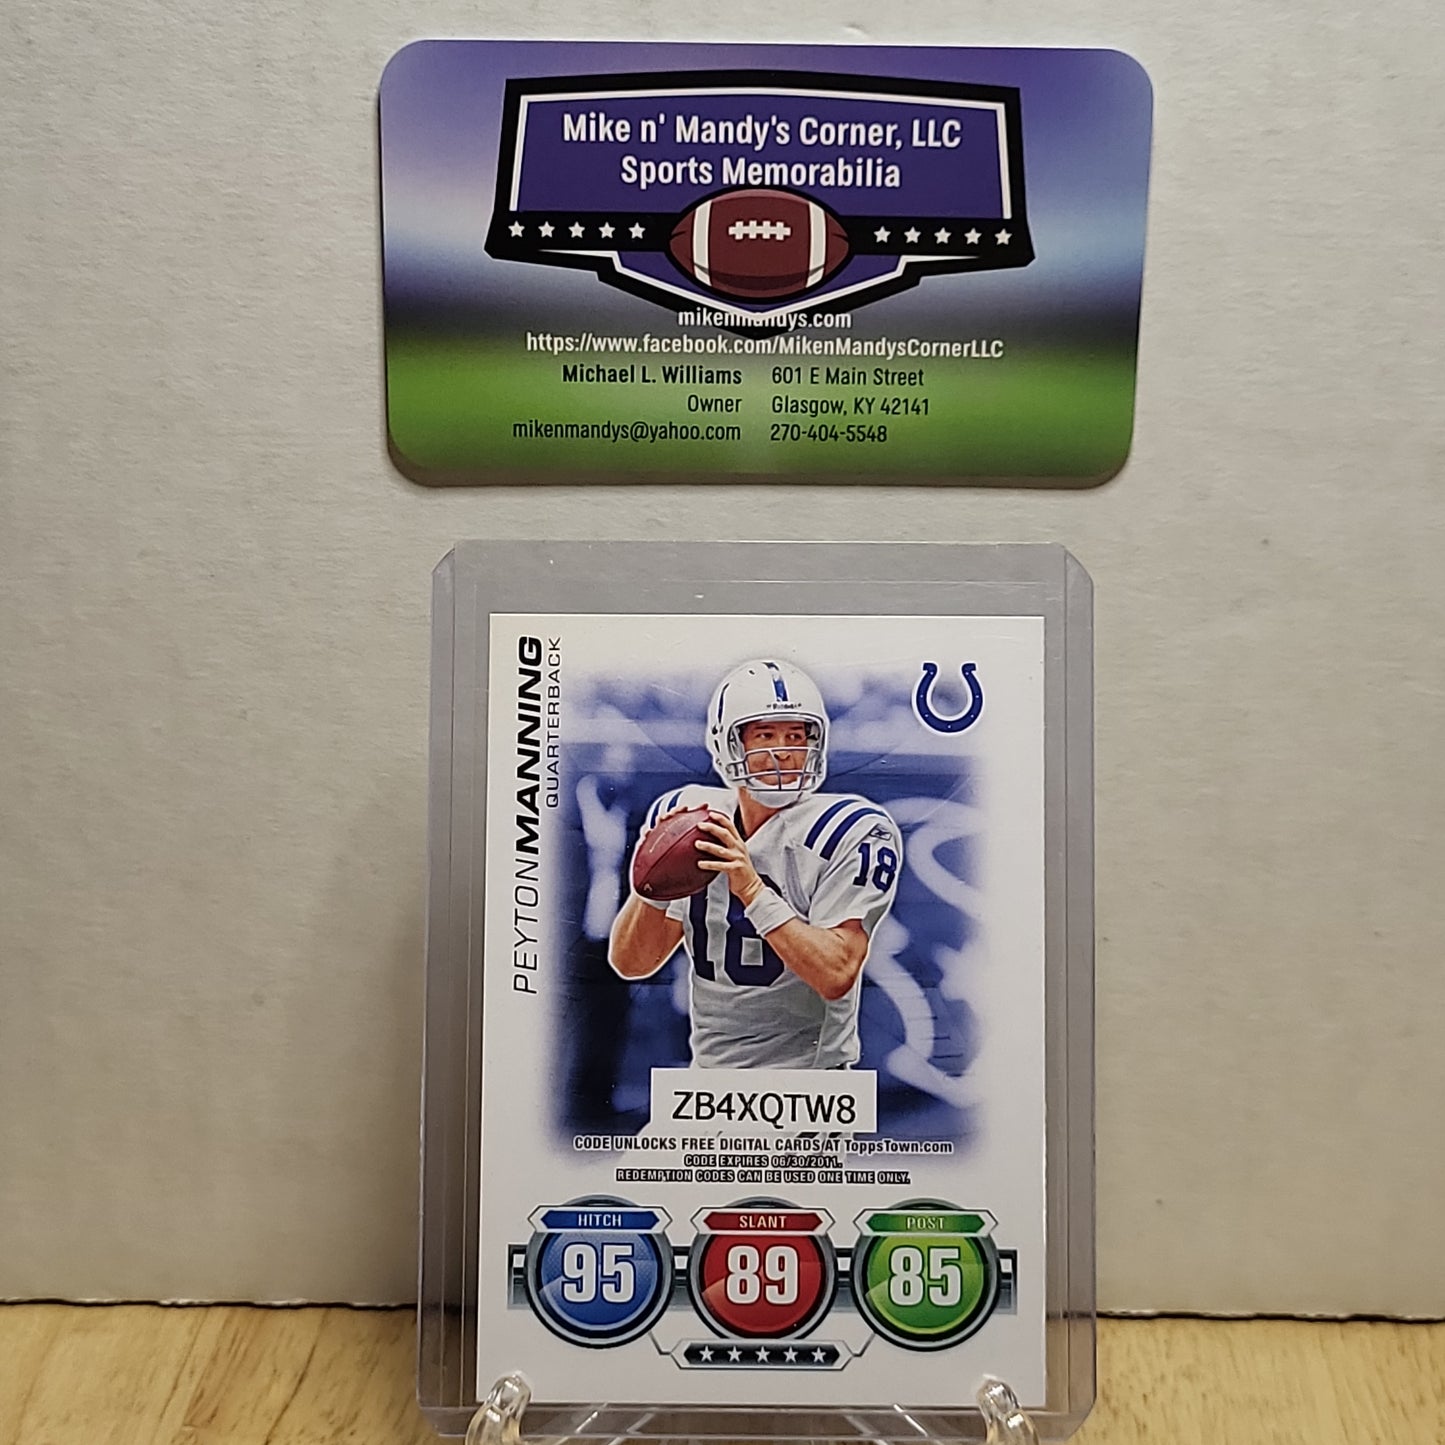 Mike n' Mandy's Corner, LLC
Sports Memorabilia
mikenmandys.com
https://www.facebook.com/MikenMandysCornerLLC
Michael L. Williams
601 E Main Street
Owner
Glasgow, KY 42141
mikenmandys@yahoo.com
270-404-5548
PEYTON MANNING
QUARTERBACK
18
18
ZB4XQTW8
CODE UNLOCKS FREE DIGITAL CARDS AT ToppsTown.com
CODE EXPIRES 06/30/2011.
REDEMPTION CODES CAN BE USED ONE TIME ONLY.
HITCH
SLANT
POST
95
89
85